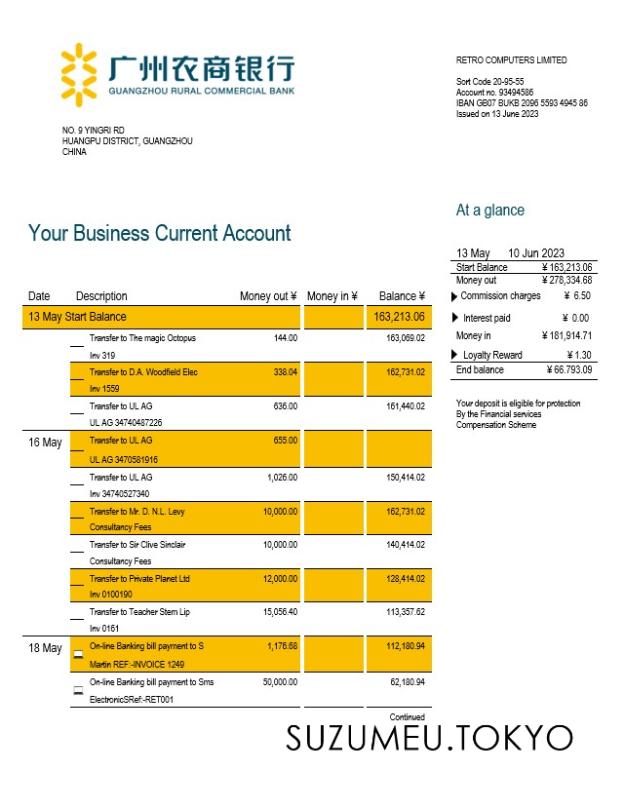 广州农商银行
GUANGZHOU RURAL COMMERCIAL BANK
NO. 9 YINGRI RD
HUANGPU DISTRICT, GUANGZHOU
CHINA
RETRO COMPUTERS LIMITED
Sort Code 20-95-55
Account no. 93494586
IBAN GB07 BUKB 2096 5593 4945 86
Issued on 13 June 2023
Your Business Current Account
Date Description Money out ¥ Money in ¥ Balance ¥
13 May Start Balance 163,213.06
Transfer to The magic Octopus 144.00 163,069.02
Inv 319
Transfer to D.A. Woodfield Elec 338.04 162,731.02
Inv 1559
Transfer to UL AG 636.00 161,440.02
UL AG 34740487226
16 May Transfer to UL AG 655.00
UL AG 3470581916
Transfer to UL AG 1,026.00 150,414.02
Inv 34740527340
Transfer to Mr. D. N.L. Levy 10,000.00 162,731.02
Consultancy Fees
Transfer to Sir Clive Sinclair 10,000.00 140,414.02
Consultancy Fees
Transfer to Private Planet Ltd 12,000.00 128,414.02
Inv 0100190
Transfer to Teacher Stem Lip 15,056.40 113,357.62
Inv 0161
18 May On-line Banking bill payment to S 1,176.68 112,180.94
Martin REF:-INVOICE 1249
On-line Banking bill payment to Sms 50,000.00 62,180.94
ElectronicSRef:-RET001
Continued
At a glance
13 May 10 Jun 2023
Start Balance ¥ 163,213.06
Money out ¥ 278,334.68
Commission charges ¥ 6.50
Interest paid ¥ 0.00
Money in ¥ 181,914.71
Loyalty Reward ¥ 1.30
End balance ¥ 66.793.09
Your deposit is eligible for protection
By the Financial services
Compensation Scheme
SUZUMEU.TOKYO